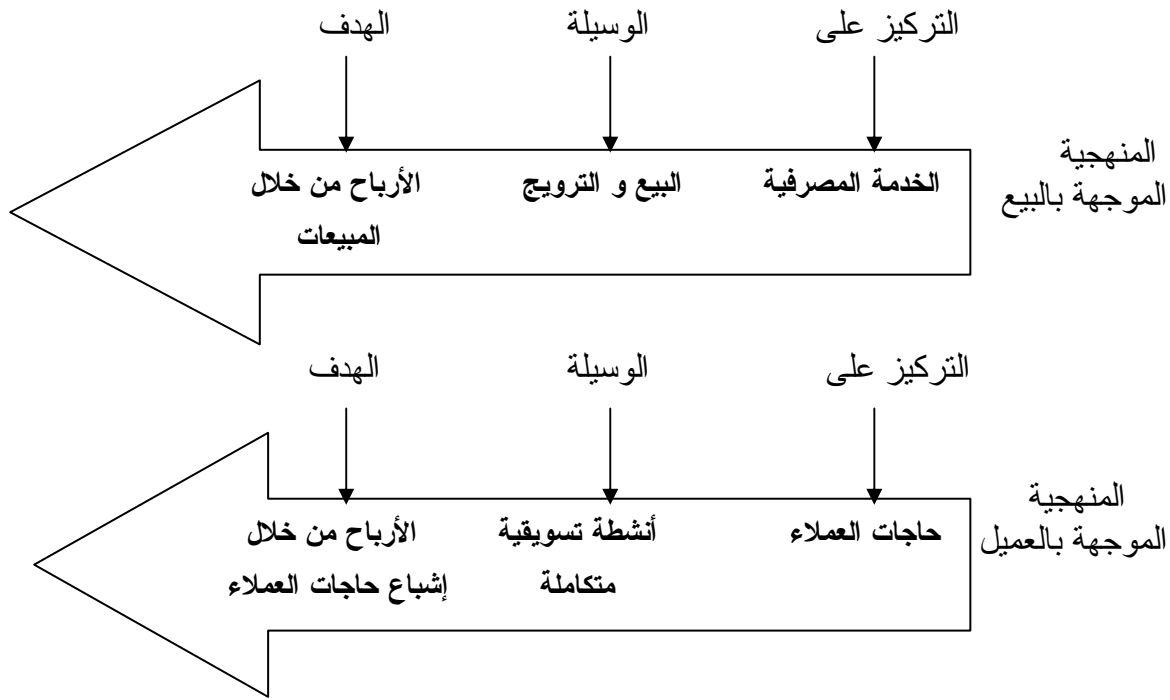 التركيز على الوسيلة الهدف
المنهجية
الموجهة بالبيع
الخدمة المصرفية البيع و الترويج الأرباح من خلال
المبيعات
التركيز على الوسيلة الهدف
المنهجية
الموجهة بالعميل
حاجات العملاء أنشطة تسويقية الأرباح من خلال
متكاملة إشباع حاجات العملاء